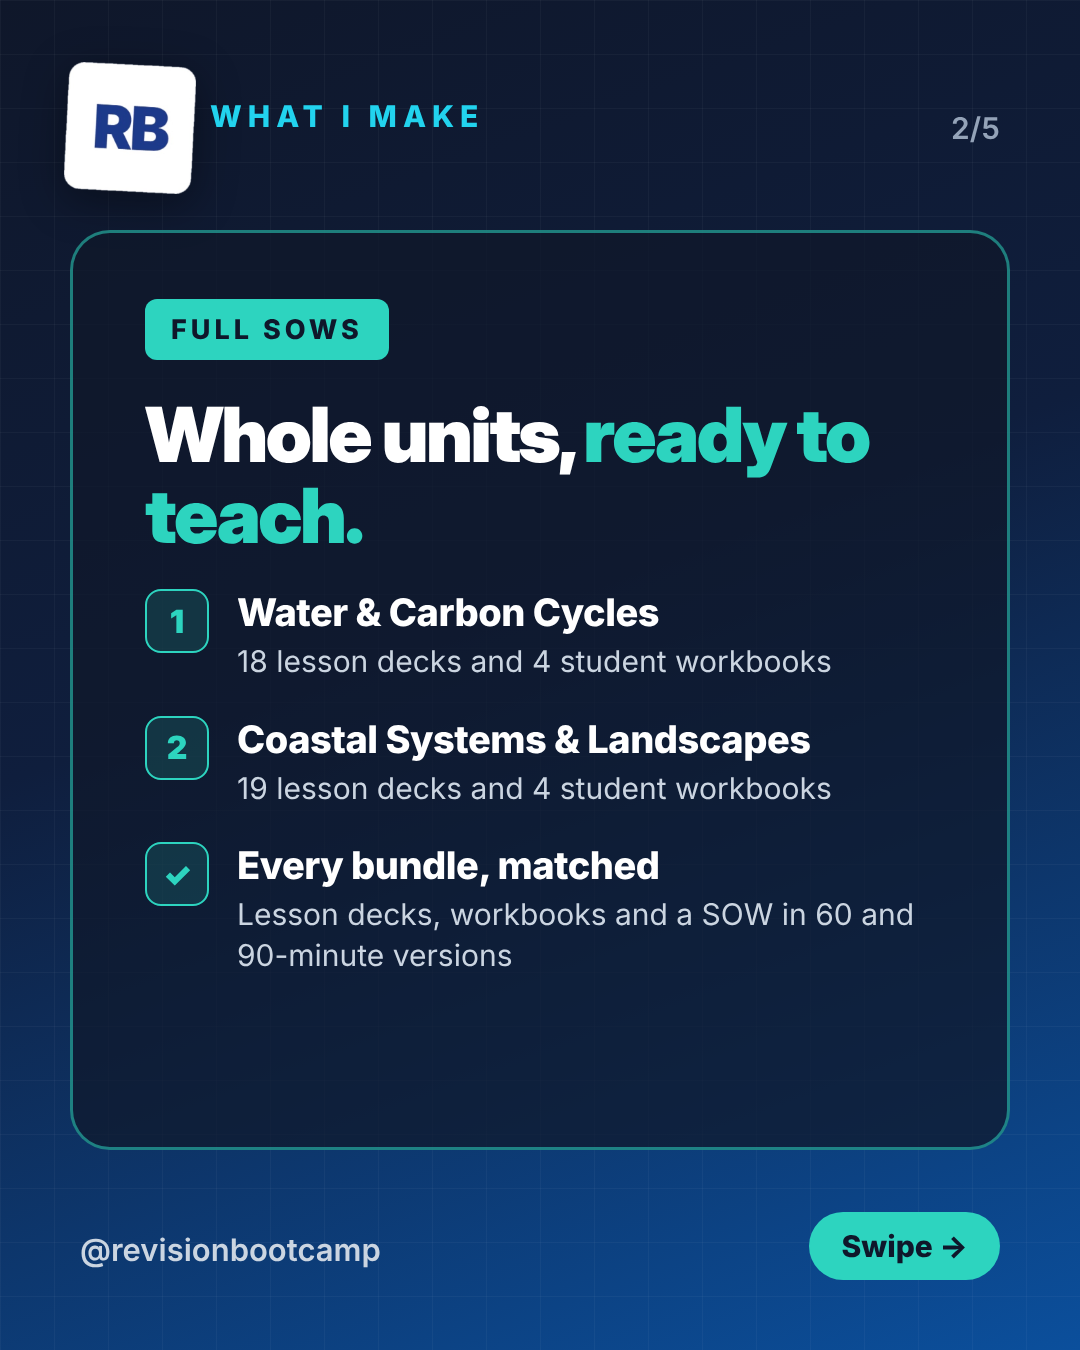 RB
WHAT I MAKE
2/5
FULL SOWS
Whole units, ready to
teach.
1
Water & Carbon Cycles
18 lesson decks and 4 student workbooks
2
Coastal Systems & Landscapes
19 lesson decks and 4 student workbooks
✓
Every bundle, matched
Lesson decks, workbooks and a SOW in 60 and
90-minute versions
@revisionbootcamp
Swipe →